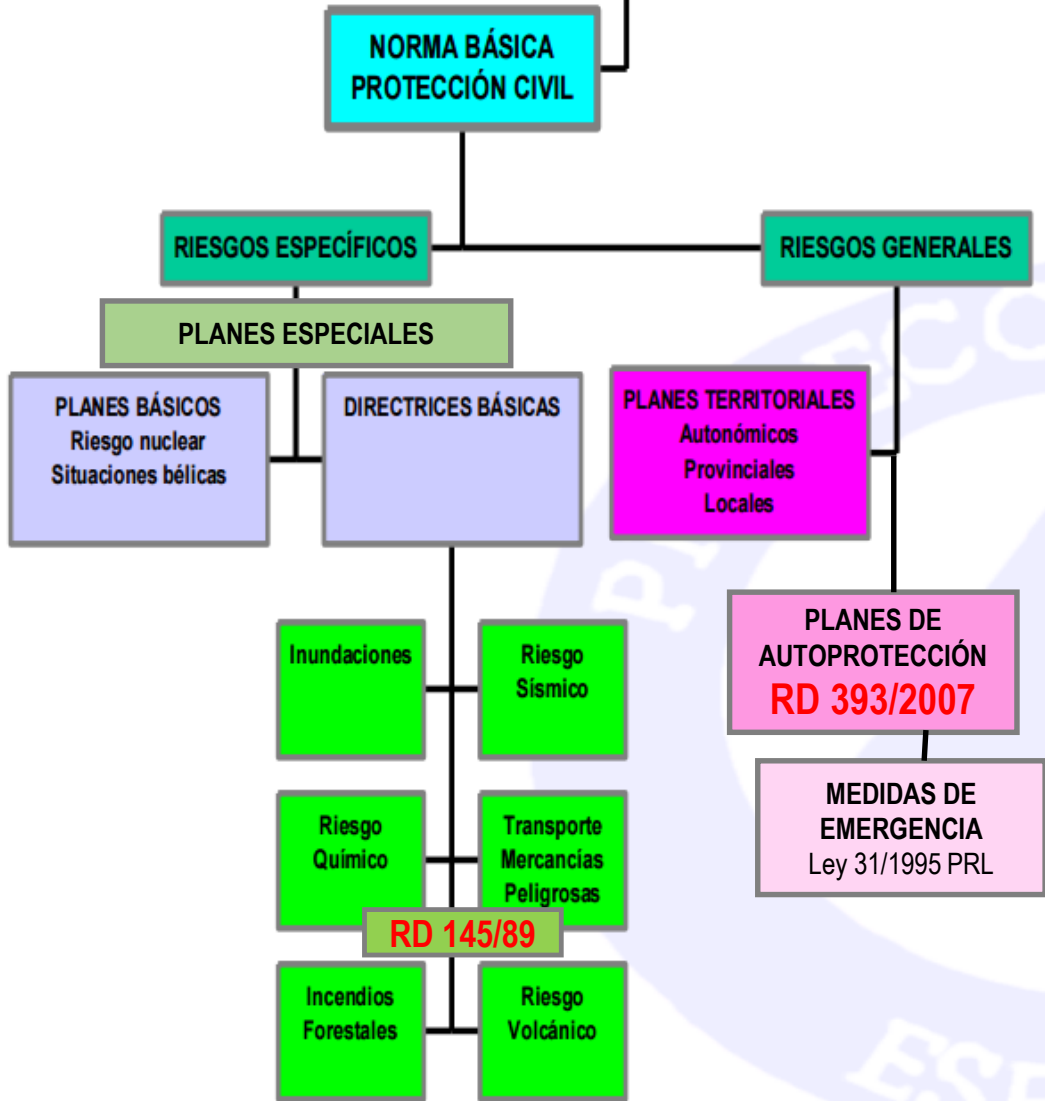 NORMA BÁSICA
PROTECCIÓN CIVIL
RIESGOS ESPECÍFICOS
RIESGOS GENERALES
PLANES ESPECIALES
PLANES BÁSICOS
Riesgo nuclear
Situaciones bélicas
DIRECTRICES BÁSICAS
PLANES TERRITORIALES
Autonómicos
Provinciales
Locales
PLANES DE
AUTOPROTECCIÓN
RD 393/2007
MEDIDAS DE
EMERGENCIA
Ley 31/1995 PRL
Inundaciones
Riesgo
Sísmico
Riesgo
Químico
Transporte
Mercancías
Peligrosas
RD 145/89
Incendios
Forestales
Riesgo
Volcánico